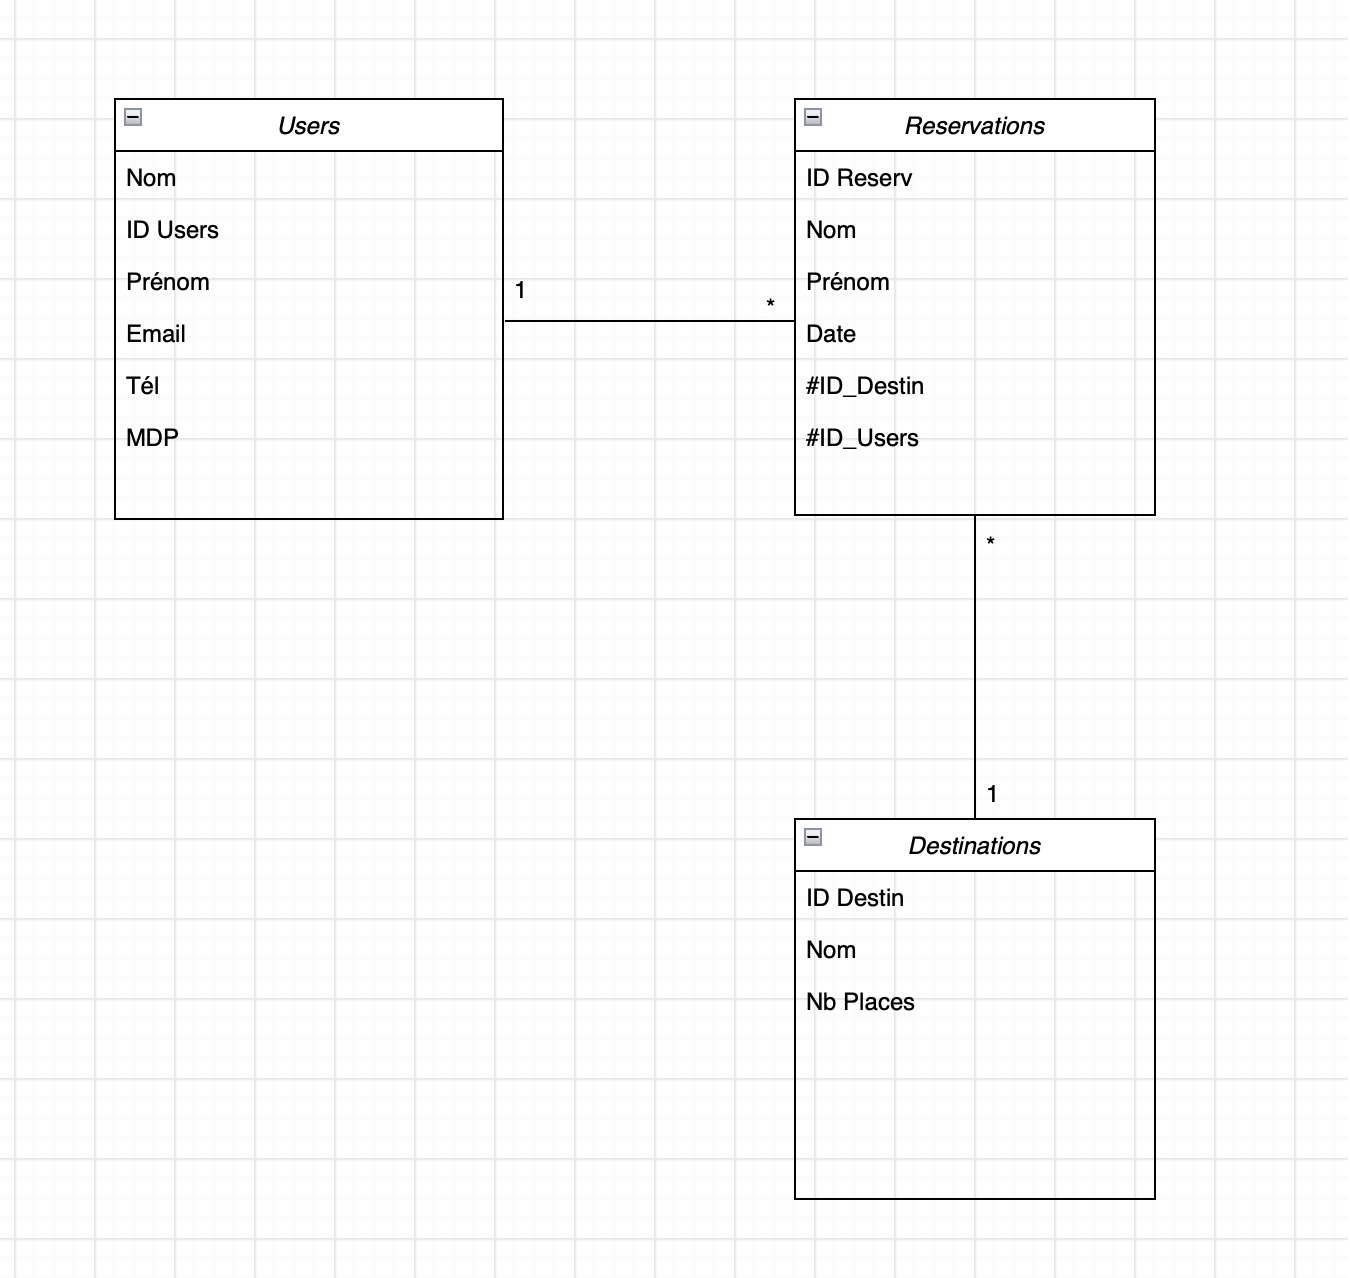 Users
Nom
ID Users
Prénom
Email
Tél
MDP
1
*
Reservations
ID Reserv
Nom
Prénom
Date
#ID_Destin
#ID_Users
*
1
Destinations
ID Destin
Nom
Nb Places